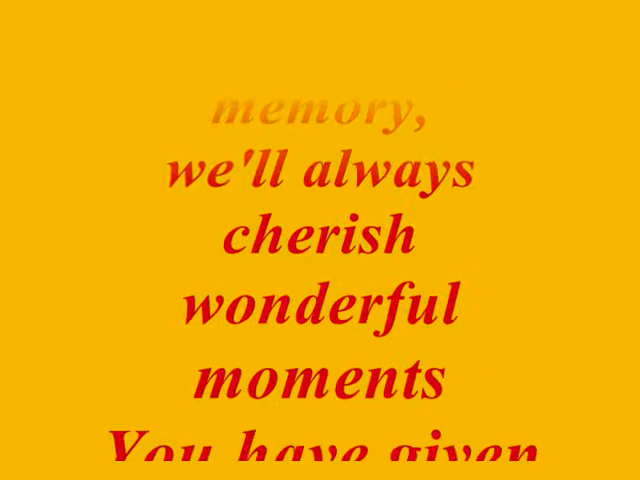 memory,
we'll always
cherish
wonderful
moments
You have given